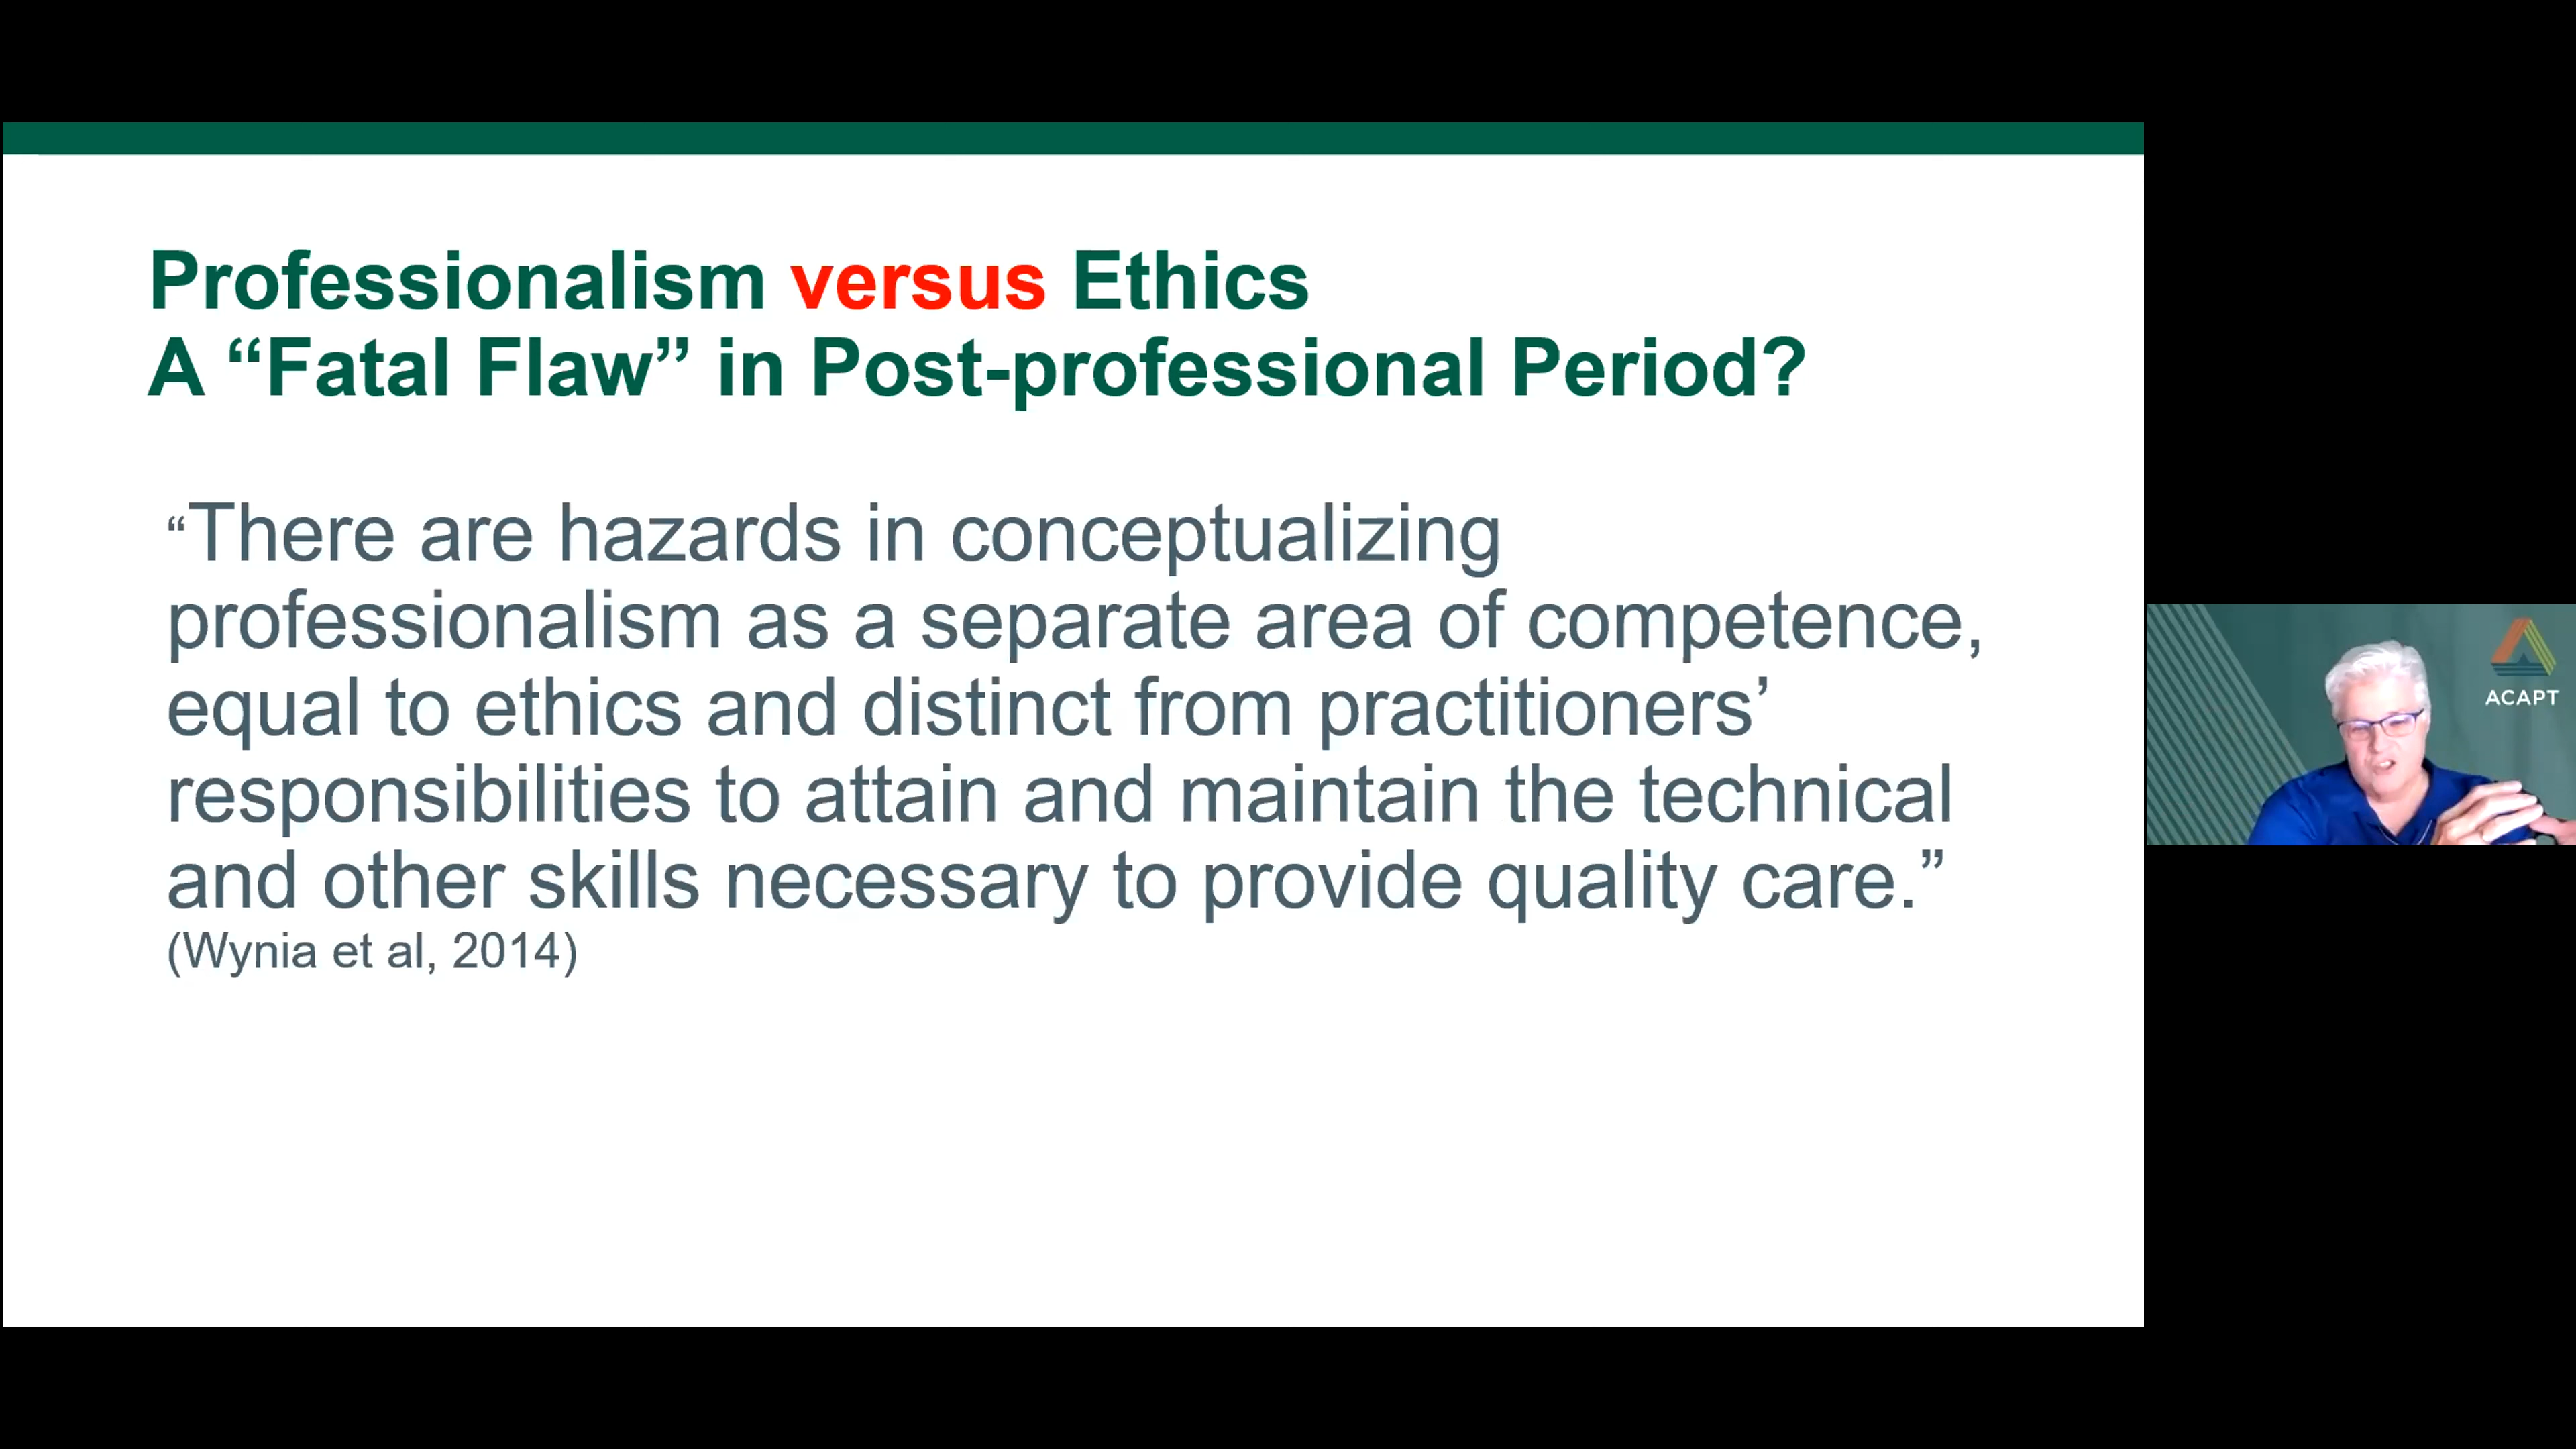 Professionalism versus Ethics
A “Fatal Flaw” in Post-professional Period?
“There are hazards in conceptualizing
professionalism as a separate area of competence,
equal to ethics and distinct from practitioners’
responsibilities to attain and maintain the technical
and other skills necessary to provide quality care.”
(Wynia et al, 2014)
ACAPT